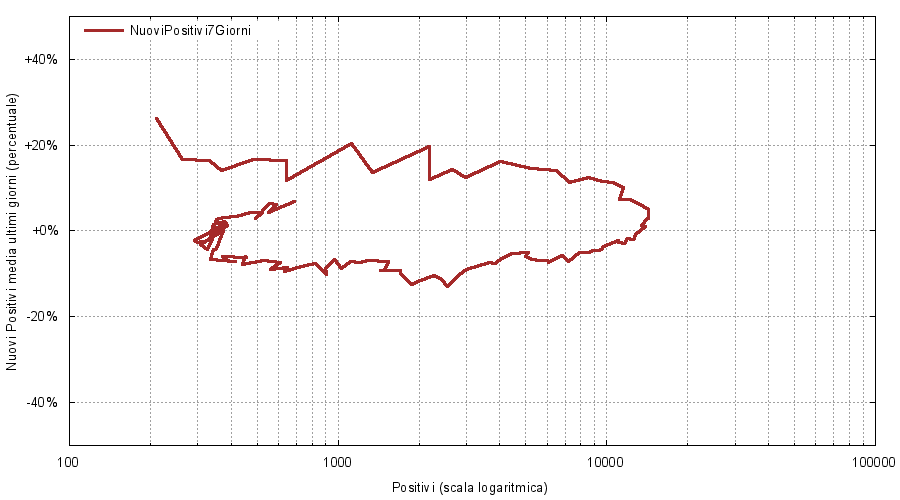 NuoviPositivi7Giorni
+40%
+20%
+0%
-20%
-40%
Nuovi Positivi media ultimi giorni (percentuale)
100 1000 10000 100000
Positivi (scala logaritmica)